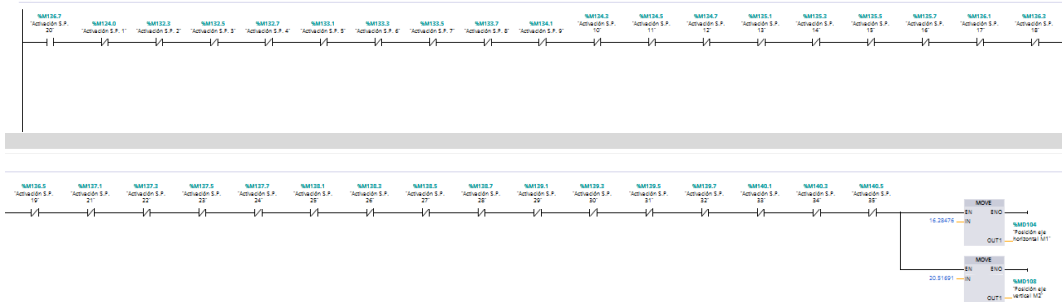 %M126.7 %M124.0 %M132.3 %M132.5 %M132.7 %M133.1 %M133.3 %M133.5 %M133.7 %M134.1 %M134.3 %M134.5 %M134.7 %M135.1 %M135.3 %M135.5 %M135.7 %M136.1 %M136.3
"Activación S.P. 20" "Activación S.P. 1" "Activación S.P. 2" "Activación S.P. 3" "Activación S.P. 4" "Activación S.P. 5" "Activación S.P. 6" "Activación S.P. 7" "Activación S.P. 8" "Activación S.P. 9" "Activación S.P. 10" "Activación S.P. 11" "Activación S.P. 12" "Activación S.P. 13" "Activación S.P. 14" "Activación S.P. 15" "Activación S.P. 16" "Activación S.P. 17" "Activación S.P. 18"
%M136.5 %M137.1 %M137.3 %M137.5 %M137.7 %M138.1 %M138.3 %M138.5 %M138.7 %M139.1 %M139.3 %M139.5 %M139.7 %M140.1 %M140.3 %M140.5
"Activación S.P. 19" "Activación S.P. 21" "Activación S.P. 22" "Activación S.P. 23" "Activación S.P. 24" "Activación S.P. 25" "Activación S.P. 26" "Activación S.P. 27" "Activación S.P. 28" "Activación S.P. 29" "Activación S.P. 30" "Activación S.P. 31" "Activación S.P. 32" "Activación S.P. 33" "Activación S.P. 34" "Activación S.P. 35"
MOVE
EN ENO
16.28476 IN
%MD104
"Posición eje
horizontal M1"
OUT1
MOVE
EN ENO
20.51691 IN
%MD108
"Posición eje
vertical M2"
OUT1